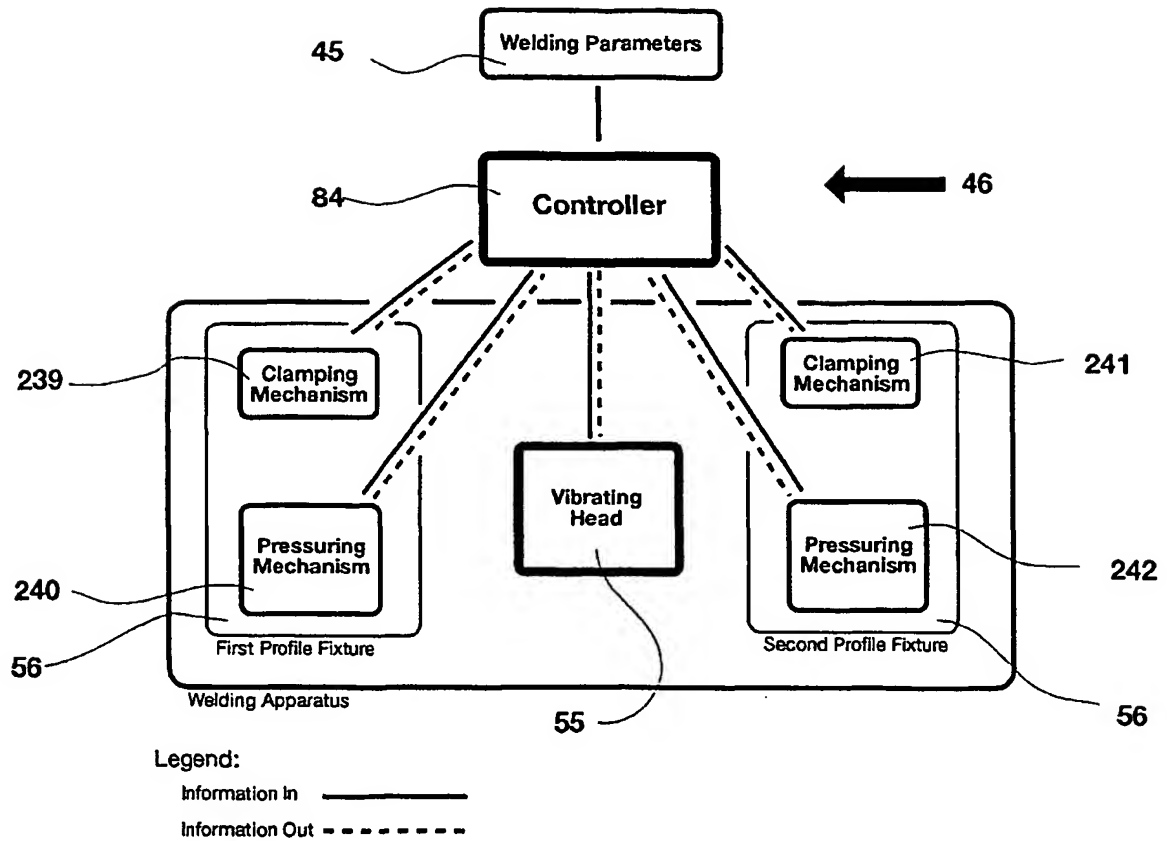 Welding Parameters
45
Controller
84
46
Clamping
Mechanism
239
Clamping
Mechanism
241
Vibrating
Head
Pressuring
Mechanism
240
Pressuring
Mechanism
242
56
First Profile Fixture
Second Profile Fixture
56
Welding Apparatus
55
Legend:
Information In
Information Out